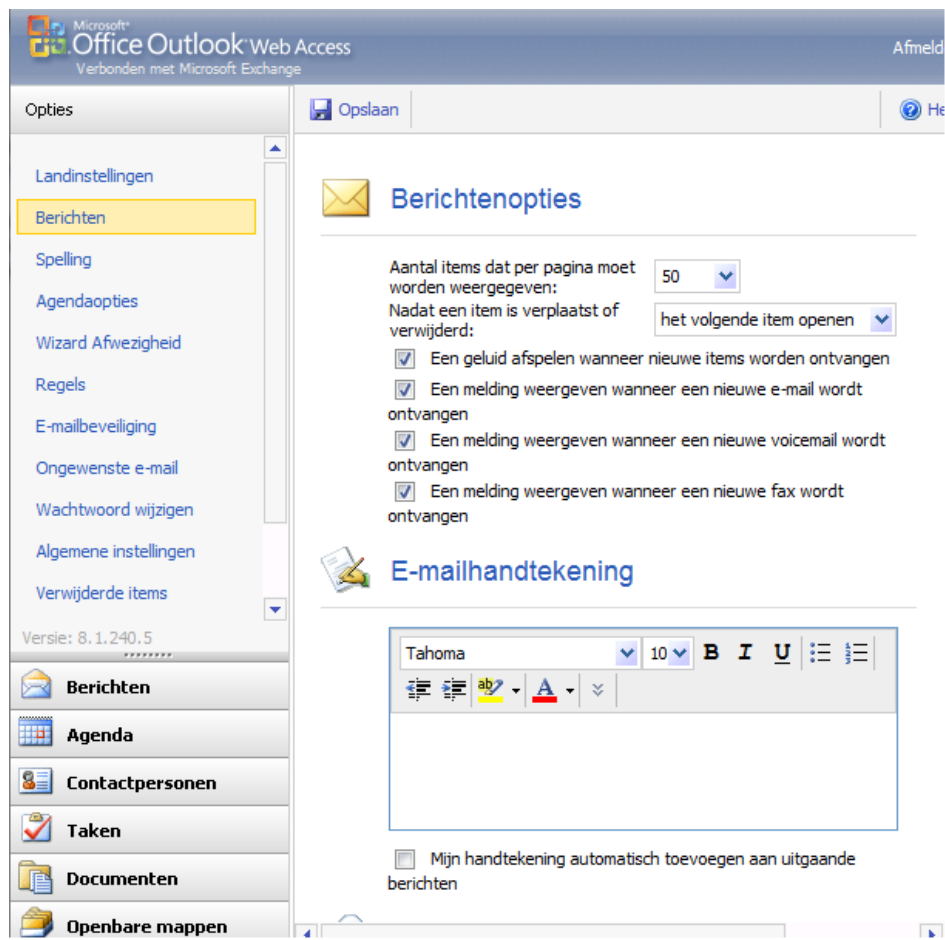 Microsoft®
Office Outlook Web Access
Verbonden met Microsoft Exchange
Afmeld
Opties
Opslaan
He
Landinstellingen
Berichten
Spelling
Agendaopties
Wizard Afwezigheid
Regels
E-mailbeveiliging
Ongewenste e-mail
Wachtwoord wijzigen
Algemene instellingen
Verwijderde items
Versie: 8.1.240.5
Berichten
Agenda
Contactpersonen
Taken
Documenten
Openbare mappen
Berichtenopties
Aantal items dat per pagina moet
worden weergegeven:
50
Nadat een item is verplaatst of
verwijderd:
het volgende item openen
Een geluid afspelen wanneer nieuwe items worden ontvangen
Een melding weergeven wanneer een nieuwe e-mail wordt
ontvangen
Een melding weergeven wanneer een nieuwe voicemail wordt
ontvangen
Een melding weergeven wanneer een nieuwe fax wordt
ontvangen
E-mailhandtekening
Tahoma 10 B I U
ab A
Mijn handtekening automatisch toevoegen aan uitgaande
berichten